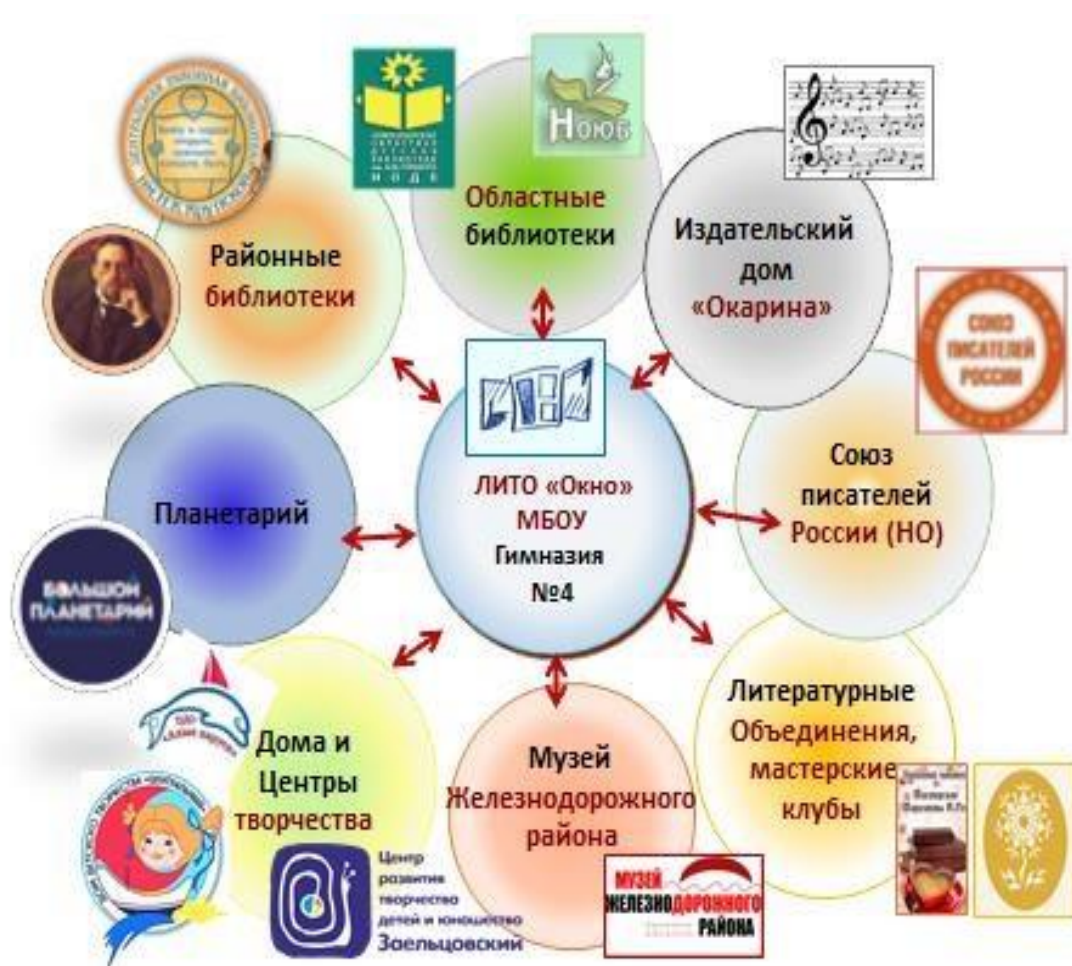 НОЮБ
НОДБ
Областные
библиотеки
Районные
библиотеки
Издательский
дом
«Окарина»
СОЮЗ
ПИСАТЕЛЕЙ
РОССИИ
Союз
писателей
России (НО)
Планетарий
БОЛЬШОЙ
ПЛАНЕТАРИЙ
ЛИТО «Окно»
МБОУ
Гимназия
№4
Литературные
Объединения,
мастерские
клубы
Дома и
Центры
творчества
Музей
Железнодорожного
района
Центр
развития
творчества
детей и юношества
Заельцовский
МУЗЕЙ
ЖЕЛЕЗНОДОРОЖНОГО
РАЙОНА